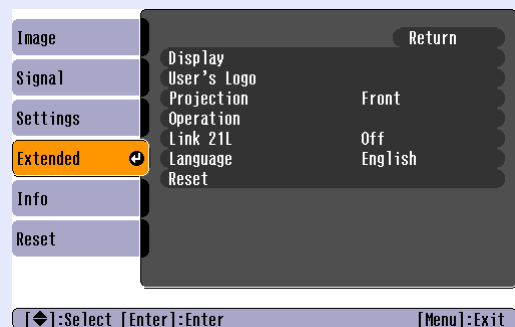 Image
Signal
Settings
Extended
Info
Reset
Return
Display
User's Logo
Projection Front
Operation
Link 21L Off
Language English
Reset
[◆]:Select [Enter]:Enter [Menu]:Exit